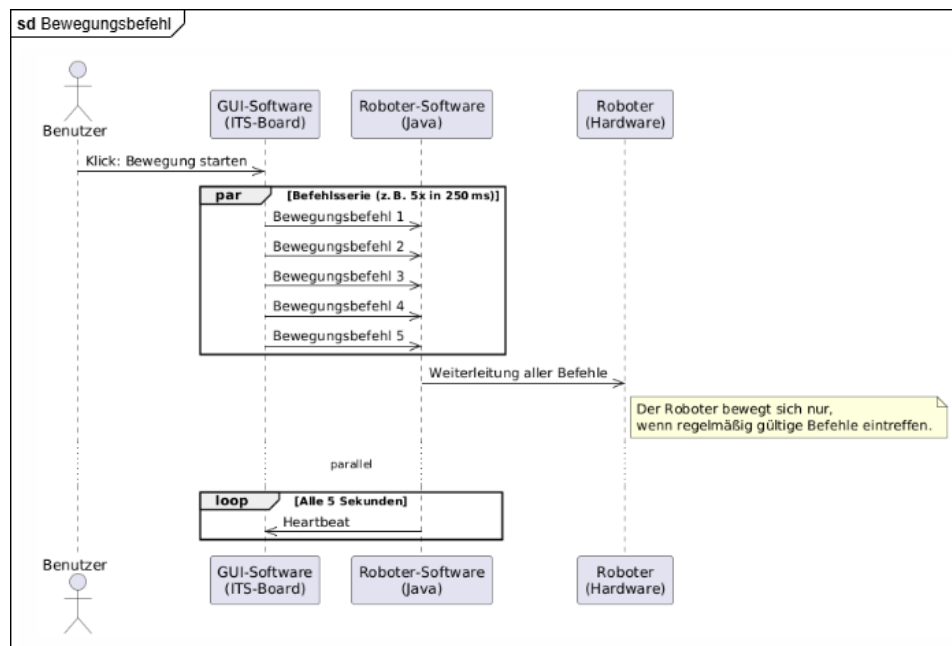 sd Bewegungsbefehl
Benutzer
GUI-Software
(ITS-Board)
Roboter-Software
(Java)
Roboter
(Hardware)
Klick: Bewegung starten
par [Befehlsserie (z. B. 5x in 250 ms)]
Bewegungsbefehl 1
Bewegungsbefehl 2
Bewegungsbefehl 3
Bewegungsbefehl 4
Bewegungsbefehl 5
Weiterleitung aller Befehle
Der Roboter bewegt sich nur,
wenn regelmäßig gültige Befehle eintreffen.
parallel
loop [Alle 5 Sekunden]
Heartbeat
Benutzer
GUI-Software
(ITS-Board)
Roboter-Software
(Java)
Roboter
(Hardware)